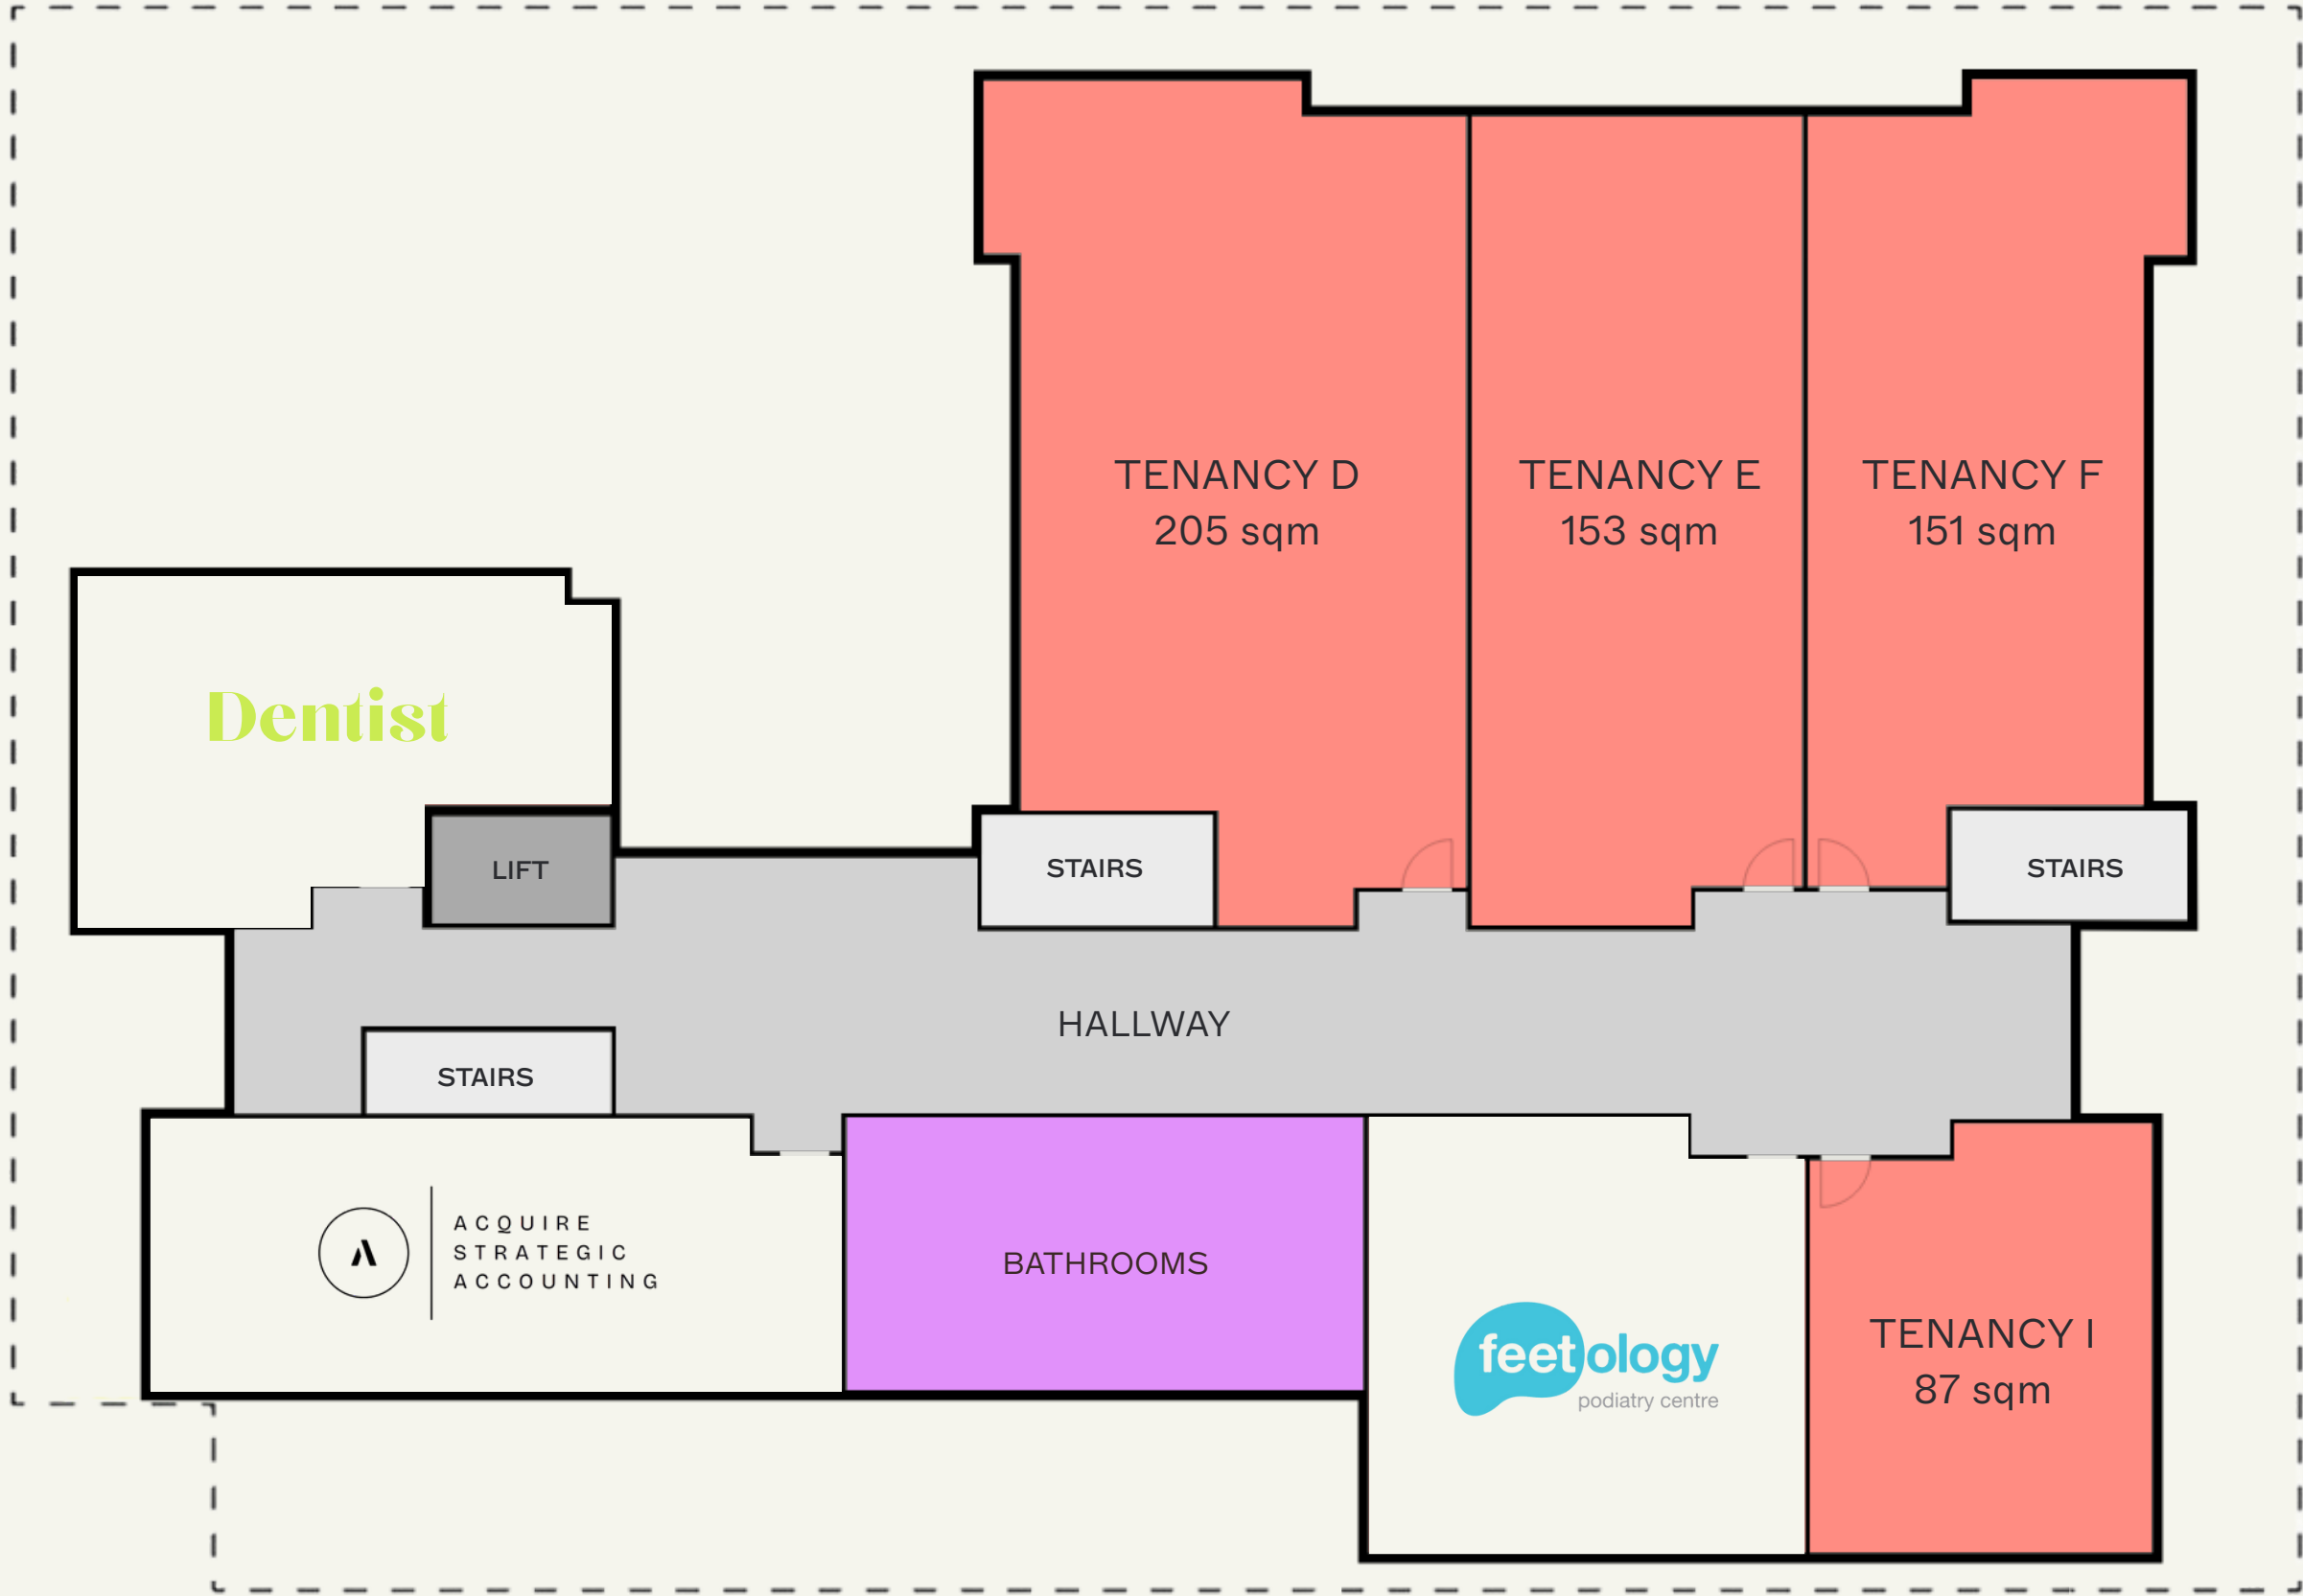 TENANCY D
205 sqm
TENANCY E
153 sqm
TENANCY F
151 sqm
Dentist
LIFT
STAIRS
STAIRS
HALLWAY
STAIRS
ACQUIRE
STRATEGIC
ACCOUNTING
BATHROOMS
feetology
podiatry centre
TENANCY I
87 sqm